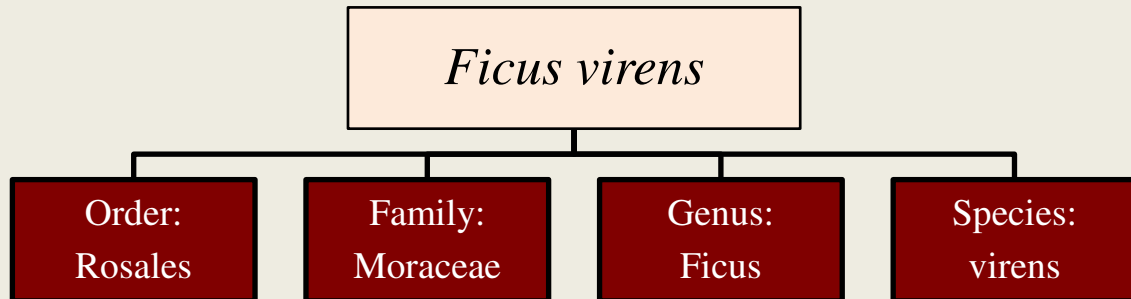 Ficus virens
Order:
Rosales
Family:
Moraceae
Genus:
Ficus
Species:
virens